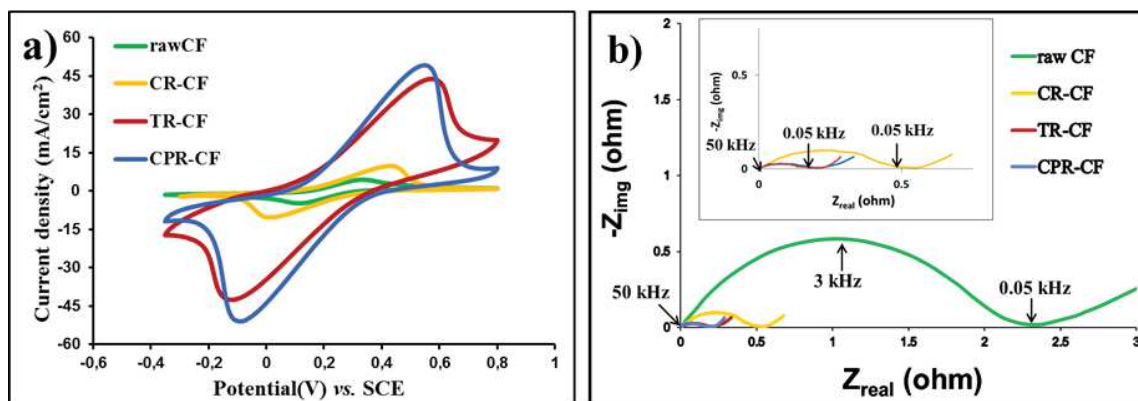 a)
rawCF
CR-CF
TR-CF
CPR-CF
Current density (mA/cm²)
60
45
30
15
0
-15
-30
-45
-60
-0,6
-0,4
-0,2
0
0,2
0,4
0,6
0,8
1
Potential(V) vs. SCE
b)
raw CF
CR-CF
TR-CF
CPR-CF
-Zimg (ohm)
2
1.5
1
0.5
0
0
0.5
1
1.5
2
2.5
3
Zreal (ohm)
50 kHz
3 kHz
0.05 kHz
-Zimg (ohm)
0.5
0
50 kHz
0.05 kHz
0.05 kHz
0
0.5
Zreal (ohm)